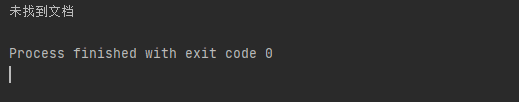 未找到文档
Process finished with exit code 0